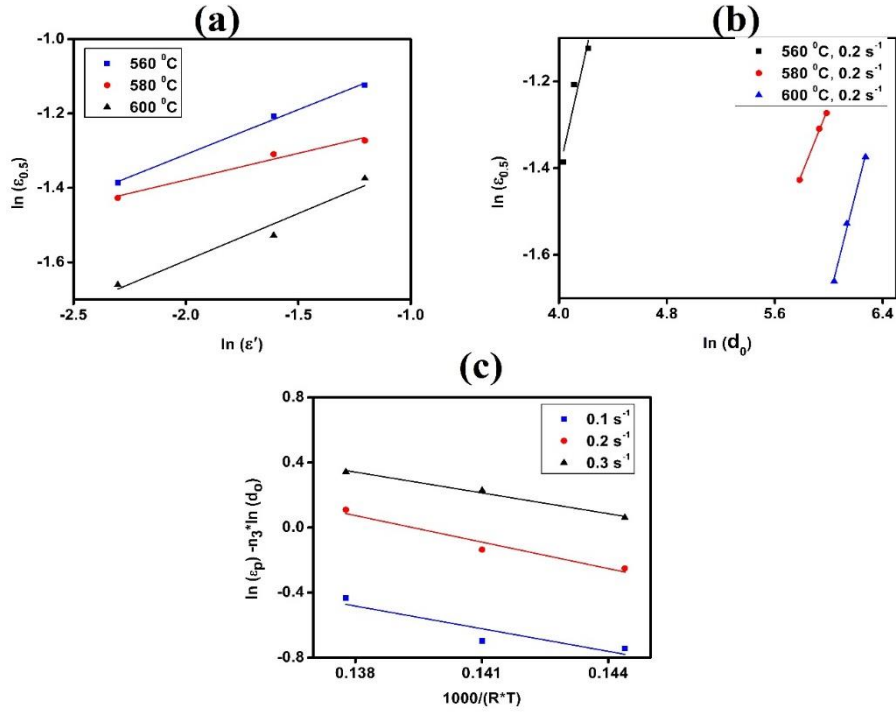 (a)
-1.0
-1.2
-1.4
-1.6
ln (ε₀.₅)
560 ⁰C
580 ⁰C
600 ⁰C
-2.5 -2.0 -1.5 -1.0
ln (ε')
(b)
-1.2
-1.4
-1.6
ln (ε₀.₅)
560 ⁰C, 0.2 s⁻¹
580 ⁰C, 0.2 s⁻¹
600 ⁰C, 0.2 s⁻¹
4.0 4.8 5.6 6.4
ln (d₀)
(c)
0.8
0.4
0.0
-0.4
-0.8
ln (εₚ) -n₃*ln (dₒ)
0.1 s⁻¹
0.2 s⁻¹
0.3 s⁻¹
0.138 0.141 0.144
1000/(R*T)